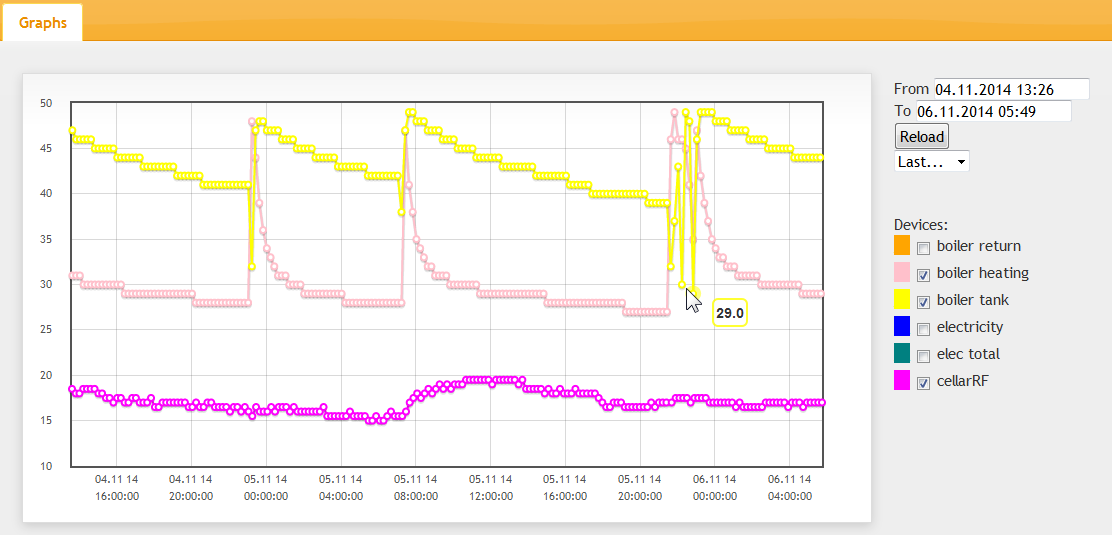 Graphs
From 04.11.2014 13:26
To 06.11.2014 05:49
Reload
Last...
50
45
40
35
30
25
20
15
10
29.0
04.11 14 04.11 14 05.11 14 05.11 14 05.11 14 05.11 14 05.11 14 06.11 14 06.11 14
16:00:00 20:00:00 00:00:00 04:00:00 08:00:00 12:00:00 16:00:00 20:00:00 00:00:00 04:00:00
Devices:
boiler return
boiler heating
boiler tank
electricity
elec total
cellarRF